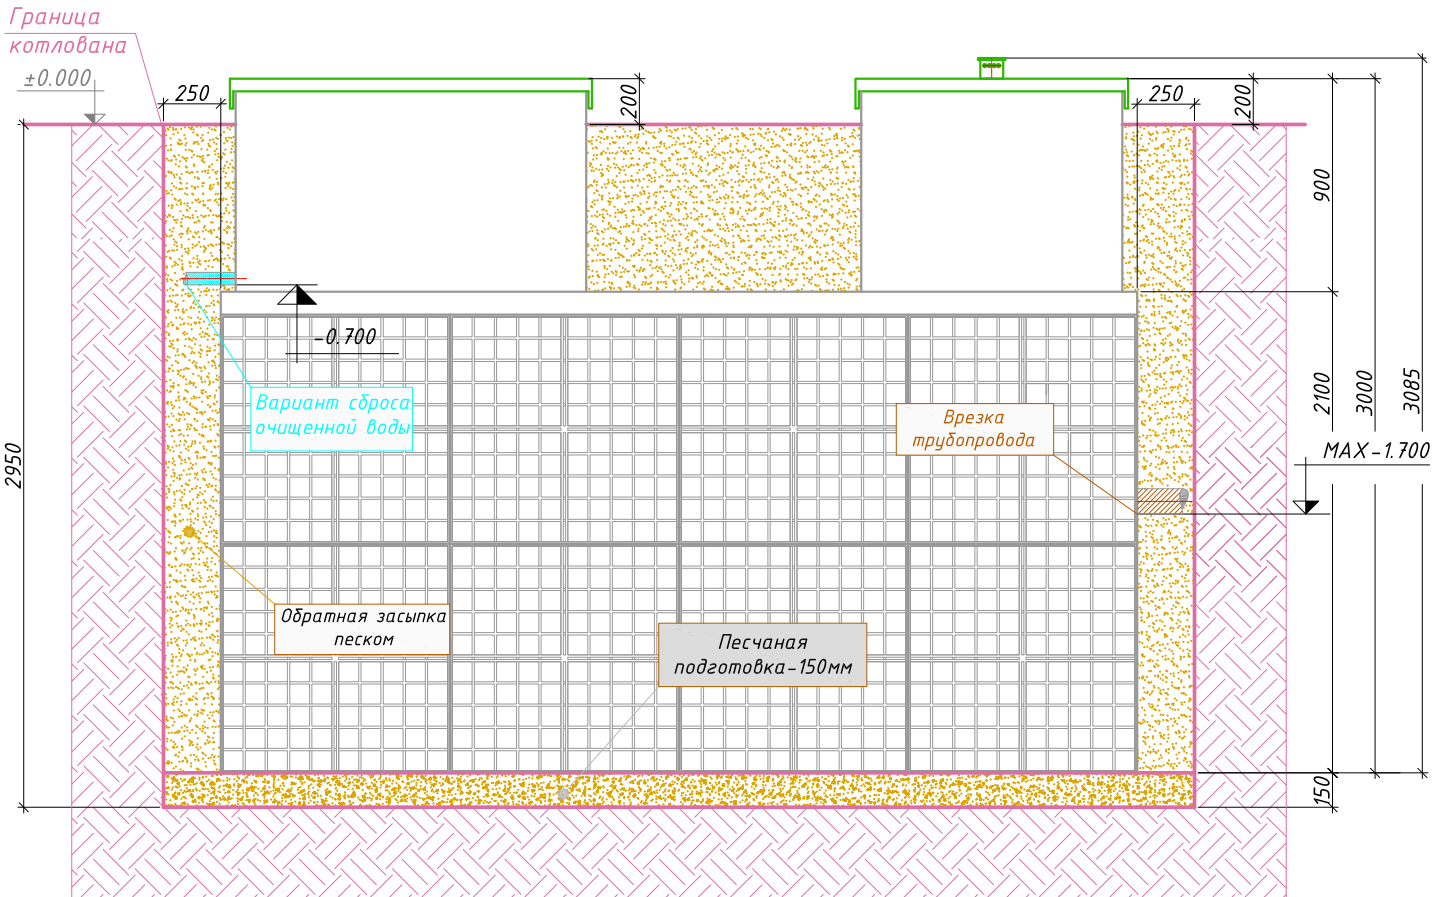 Граница
котлована
±0.000
250
200
250
200
900
2100
3000
3085
-0.700
Вариант сброса
очищенной воды
Врезка
трубопровода
MAX-1.700
2950
Обратная засыпка
песком
Песчаная
подготовка-150мм
150